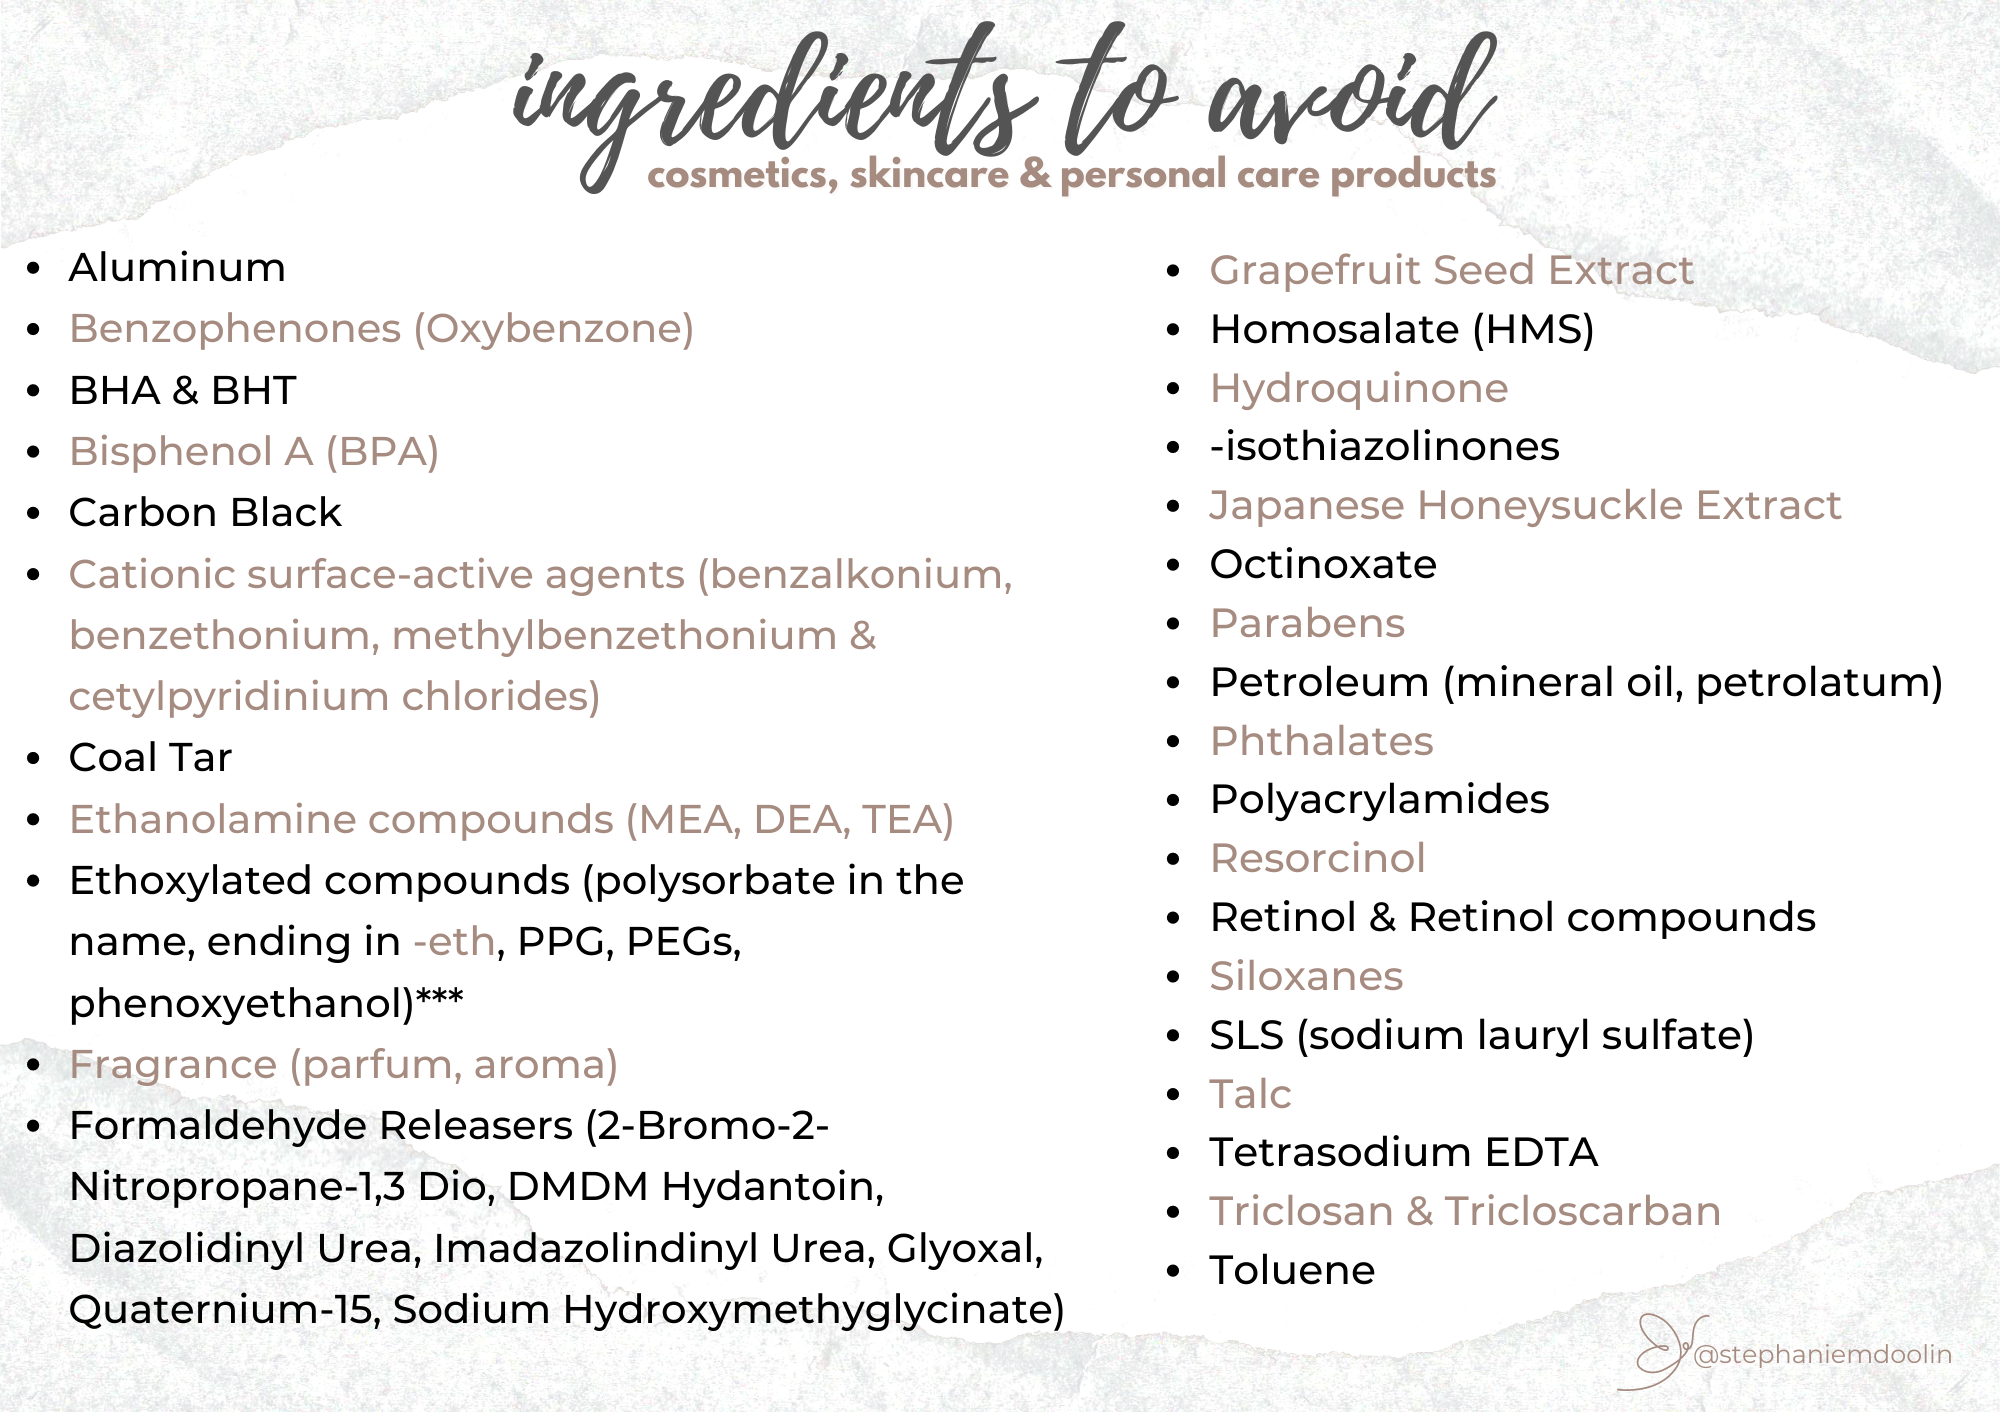 ingredients to avoid
cosmetics, skincare & personal care products
• Aluminum
• Benzophenones (Oxybenzone)
• BHA & BHT
• Bisphenol A (BPA)
• Carbon Black
• Cationic surface-active agents (benzalkonium,
benzethonium, methylbenzethonium &
cetylpyridinium chlorides)
• Coal Tar
• Ethanolamine compounds (MEA, DEA, TEA)
• Ethoxylated compounds (polysorbate in the
name, ending in -eth, PPG, PEGs,
phenoxyethanol)***
• Fragrance (parfum, aroma)
• Formaldehyde Releasers (2-Bromo-2-
Nitropropane-1,3 Dio, DMDM Hydantoin,
Diazolidinyl Urea, Imadazolindinyl Urea, Glyoxal,
Quaternium-15, Sodium Hydroxymethyglycinate)
• Grapefruit Seed Extract
• Homosalate (HMS)
• Hydroquinone
• -isothiazolinones
• Japanese Honeysuckle Extract
• Octinoxate
• Parabens
• Petroleum (mineral oil, petrolatum)
• Phthalates
• Polyacrylamides
• Resorcinol
• Retinol & Retinol compounds
• Siloxanes
• SLS (sodium lauryl sulfate)
• Talc
• Tetrasodium EDTA
• Triclosan & Tricloscarban
• Toluene
@stephaniemdoolin